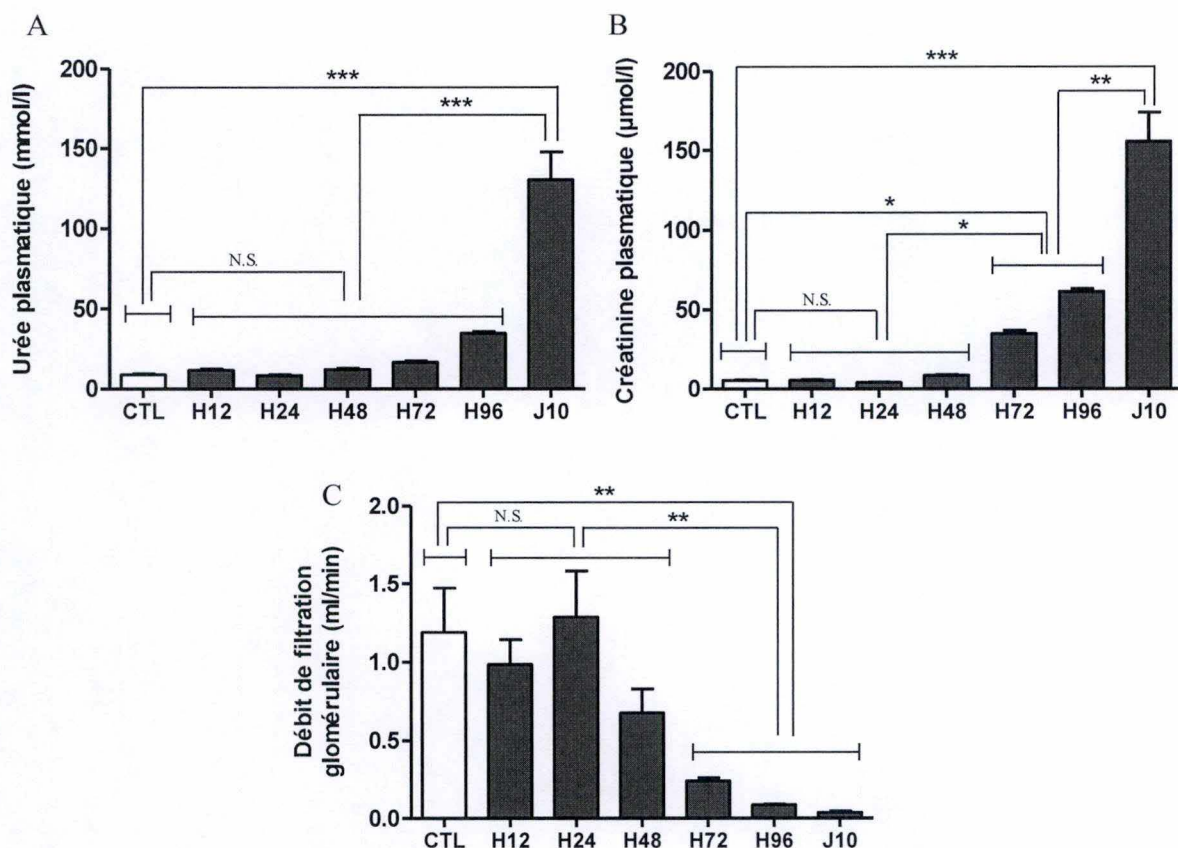 A
Urée plasmatique (mmol/l)
200
150
100
50
0
***
***
N.S.
CTL H12 H24 H48 H72 H96 J10
B
Créatinine plasmatique (µmol/l)
200
150
100
50
0
***
**
*
*
N.S.
CTL H12 H24 H48 H72 H96 J10
C
Débit de filtration
glomérulaire (ml/min)
2.0
1.5
1.0
0.5
0.0
**
N.S.
**
CTL H12 H24 H48 H72 H96 J10